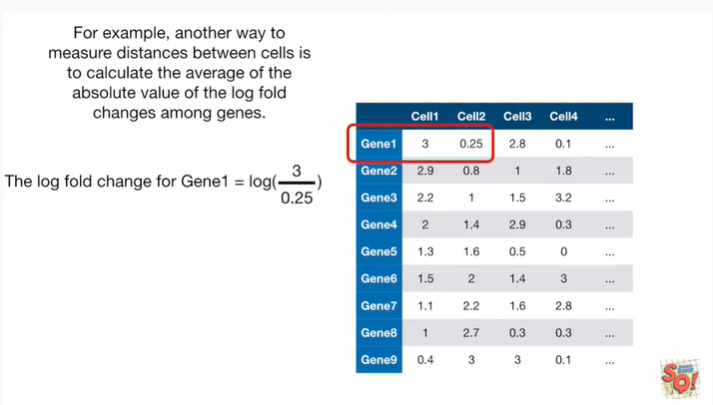 For example, another way to
measure distances between cells is
to calculate the average of the
absolute value of the log fold
changes among genes.
The log fold change for Gene1 = log(3/0.25)
Cell1 Cell2 Cell3 Cell4 ...
Gene1 3 0.25 2.8 0.1 ...
Gene2 2.9 0.8 1 1.8 ...
Gene3 2.2 1 1.5 3.2 ...
Gene4 2 1.4 2.9 0.3 ...
Gene5 1.3 1.6 0.5 0 ...
Gene6 1.5 2 1.4 3 ...
Gene7 1.1 2.2 1.6 2.8 ...
Gene8 1 2.7 0.3 0.3 ...
Gene9 0.4 3 3 0.1 ...
SQ!